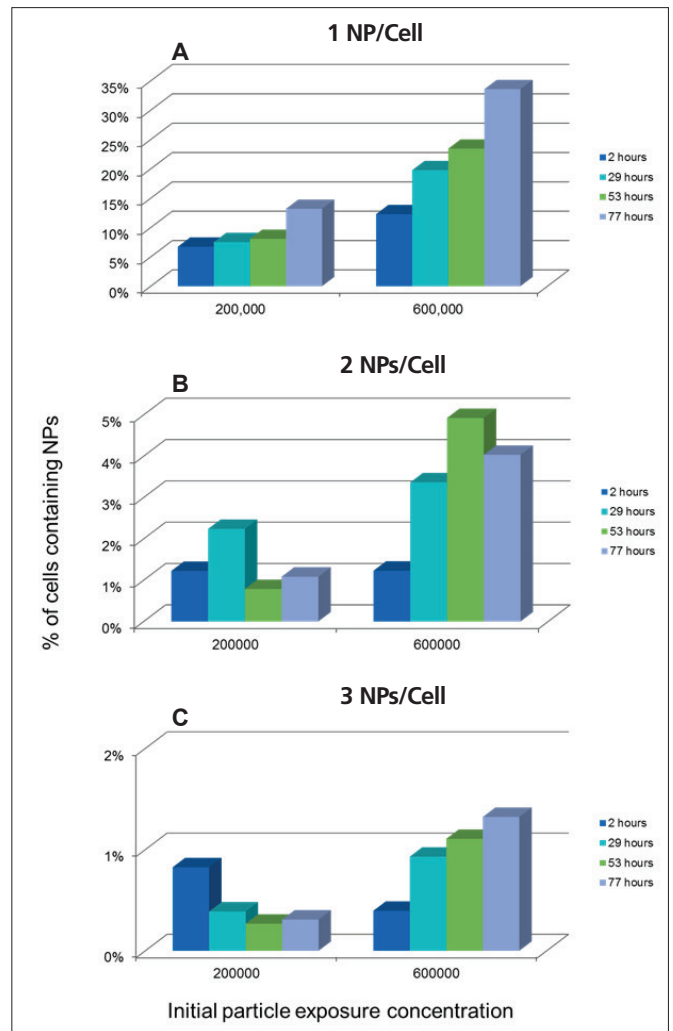 1 NP/Cell
A
35%
30%
25%
20%
15%
10%
5%
0%
200,000 600,000
2 hours
29 hours
53 hours
77 hours
2 NPs/Cell
B
5%
4%
3%
2%
1%
0%
200000 600000
2 hours
29 hours
53 hours
77 hours
% of cells containing NPs
3 NPs/Cell
C
2%
1%
0%
200000 600000
2 hours
29 hours
53 hours
77 hours
Initial particle exposure concentration